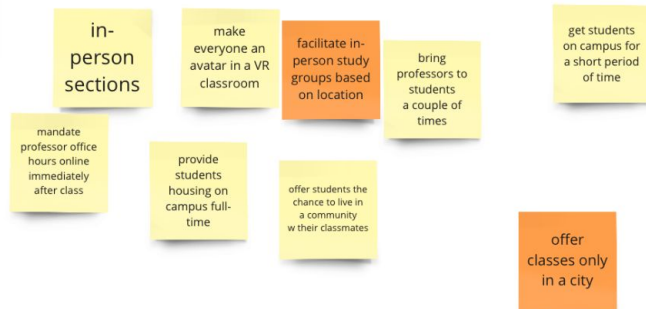 in-
person
sections
make
everyone an
avatar in a VR
classroom
facilitate in-
person study
groups based
on location
bring
professors to
students
a couple of
times
get students
on campus for
a short period
of time
mandate
professor office
hours online
immediately
after class
provide
students
housing on
campus full-
time
offer students the
chance to live in
a community
w their classmates
offer
classes only
in a city